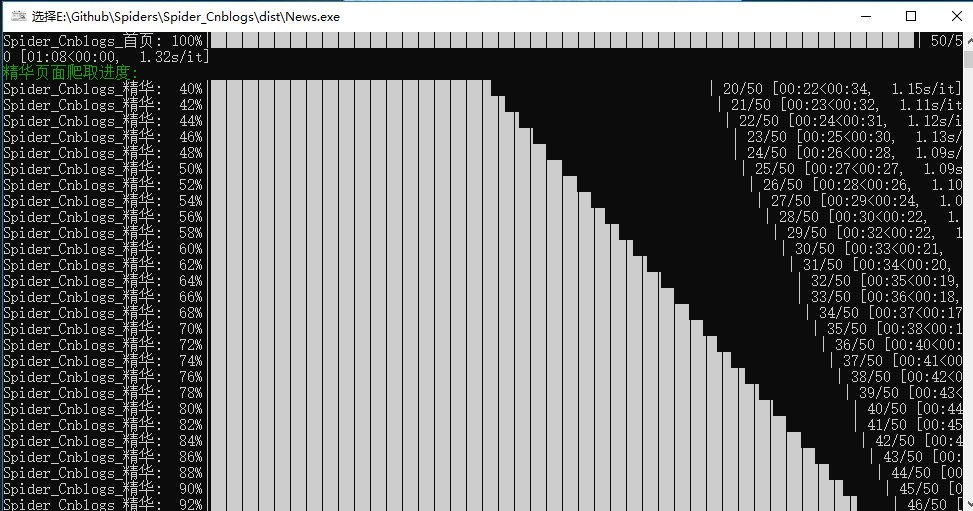 选择E:\Github\Spiders\Spider_Cnblogs\dist\News.exe
Spider_Cnblogs_首页: 100%| | 50/5
0 [01:08<00:00, 1.32s/it]
精华页面爬取进度:
Spider_Cnblogs_精华: 40%| | 20/50 [00:22<00:34, 1.15s/it]
Spider_Cnblogs_精华: 42%| | 21/50 [00:23<00:32, 1.11s/it
Spider_Cnblogs_精华: 44%| | 22/50 [00:24<00:31, 1.12s/i
Spider_Cnblogs_精华: 46%| | 23/50 [00:25<00:30, 1.13s/
Spider_Cnblogs_精华: 48%| | 24/50 [00:26<00:28, 1.09s/
Spider_Cnblogs_精华: 50%| | 25/50 [00:27<00:27, 1.09s
Spider_Cnblogs_精华: 52%| | 26/50 [00:28<00:26, 1.10
Spider_Cnblogs_精华: 54%| | 27/50 [00:29<00:24, 1.0
Spider_Cnblogs_精华: 56%| | 28/50 [00:30<00:22, 1.
Spider_Cnblogs_精华: 58%| | 29/50 [00:32<00:22, 1
Spider_Cnblogs_精华: 60%| | 30/50 [00:33<00:21,
Spider_Cnblogs_精华: 62%| | 31/50 [00:34<00:20,
Spider_Cnblogs_精华: 64%| | 32/50 [00:35<00:19,
Spider_Cnblogs_精华: 66%| | 33/50 [00:36<00:18,
Spider_Cnblogs_精华: 68%| | 34/50 [00:37<00:17
Spider_Cnblogs_精华: 70%| | 35/50 [00:38<00:1
Spider_Cnblogs_精华: 72%| | 36/50 [00:40<00:
Spider_Cnblogs_精华: 74%| | 37/50 [00:41<00
Spider_Cnblogs_精华: 76%| | 38/50 [00:42<0
Spider_Cnblogs_精华: 78%| | 39/50 [00:43<
Spider_Cnblogs_精华: 80%| | 40/50 [00:44
Spider_Cnblogs_精华: 82%| | 41/50 [00:45
Spider_Cnblogs_精华: 84%| | 42/50 [00:4
Spider_Cnblogs_精华: 86%| | 43/50 [00:
Spider_Cnblogs_精华: 88%| | 44/50 [00
Spider_Cnblogs_精华: 90%| | 45/50 [0
Spider_Cnblogs_精华: 92%| | 46/50 [